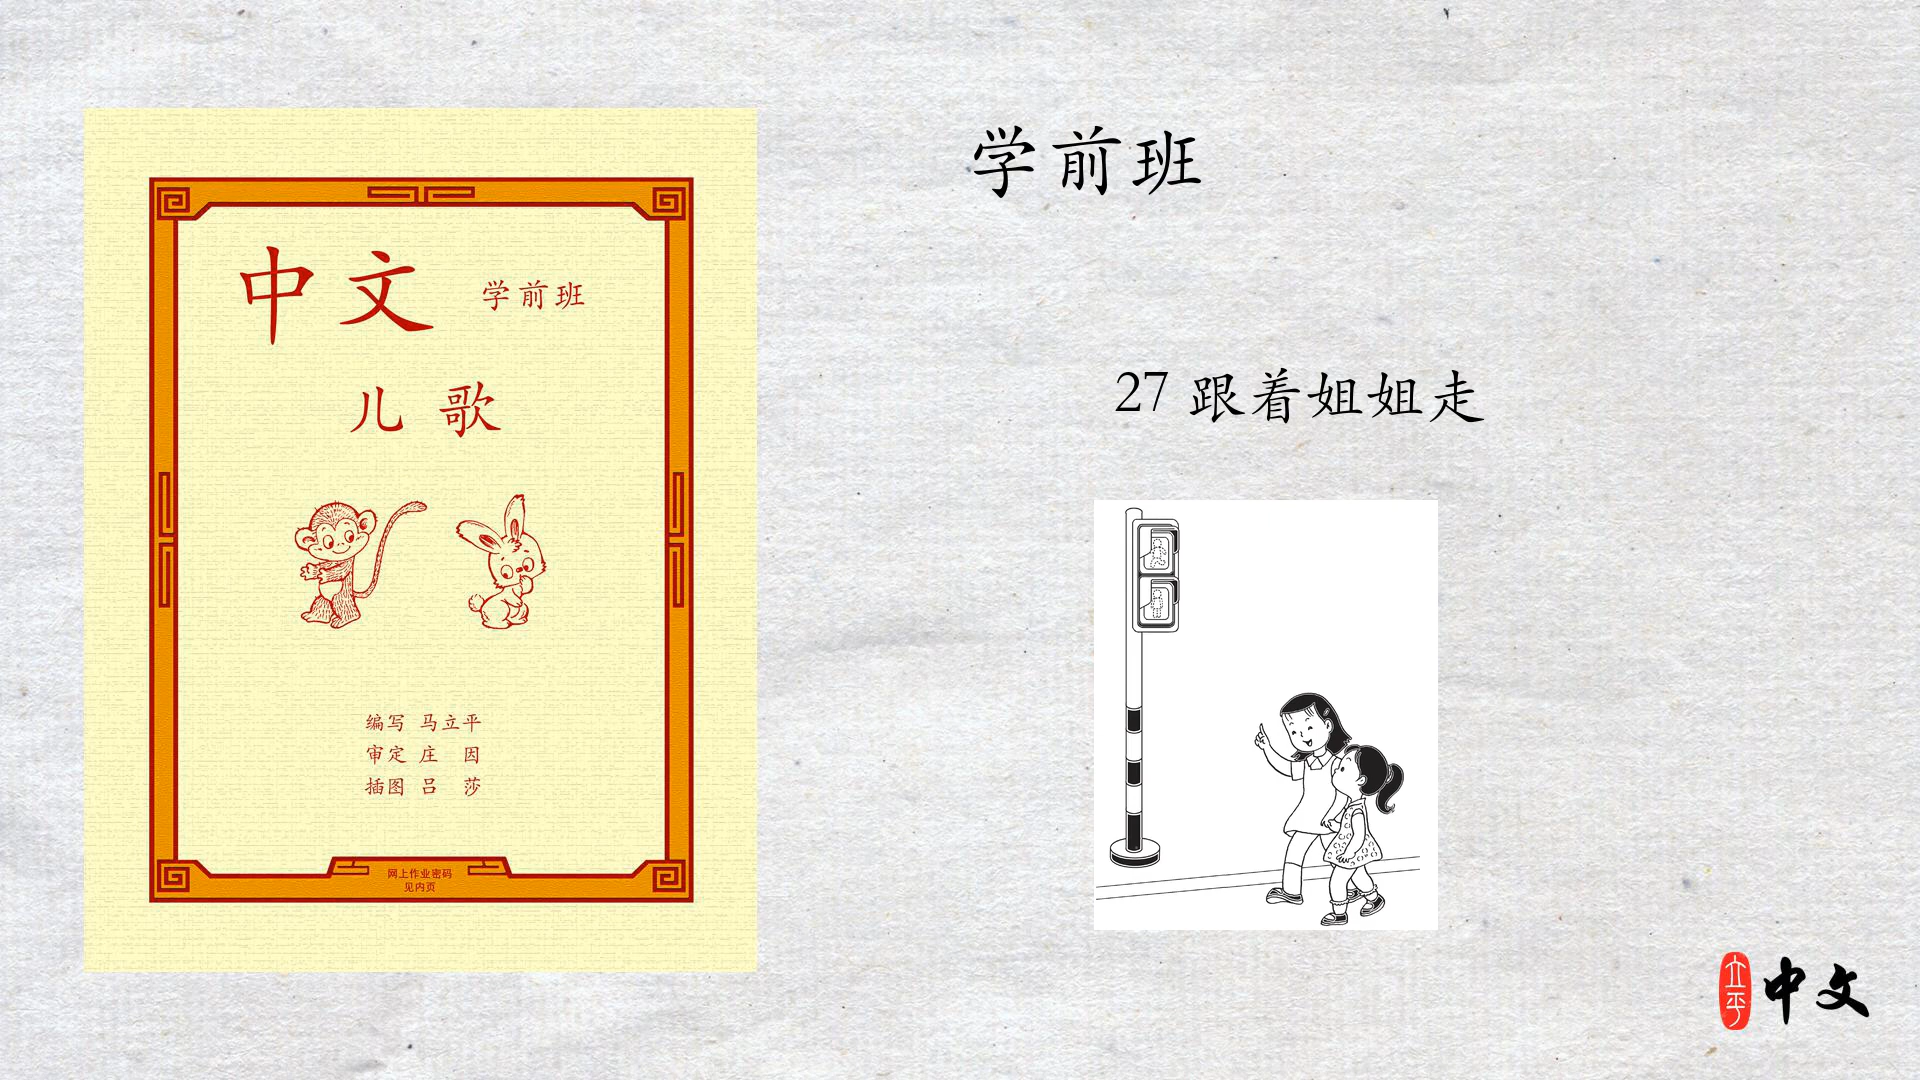 中文 学前班
儿歌
编写 马立平
审定 庄 因
插图 吕 莎
网上作业密码
见内页
学前班
27 跟着姐姐走
立平
中文